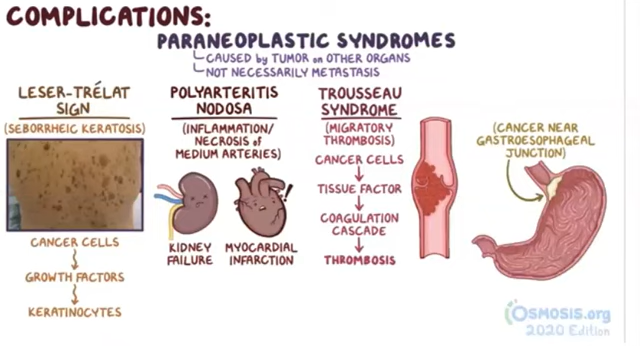 COMPLICATIONS:
PARANEOPLASTIC SYNDROMES
CAUSED by TUMOR on OTHER ORGANS
NOT NECESSARILY METASTASIS
LESER-TRÉLAT
SIGN
(SEBORRHEIC KERATOSIS)
CANCER CELLS
GROWTH FACTORS
KERATINOCYTES
POLYARTERITIS
NODOSA
(INFLAMMATION/
NECROSIS of
MEDIUM ARTERIES)
KIDNEY
FAILURE
MYOCARDIAL
INFARCTION
TROUSSEAU
SYNDROME
(MIGRATORY
THROMBOSIS)
CANCER CELLS
TISSUE FACTOR
COAGULATION
CASCADE
THROMBOSIS
(CANCER NEAR
GASTROESOPHAGEAL
JUNCTION)
OSMOSIS.org
2020 Edition